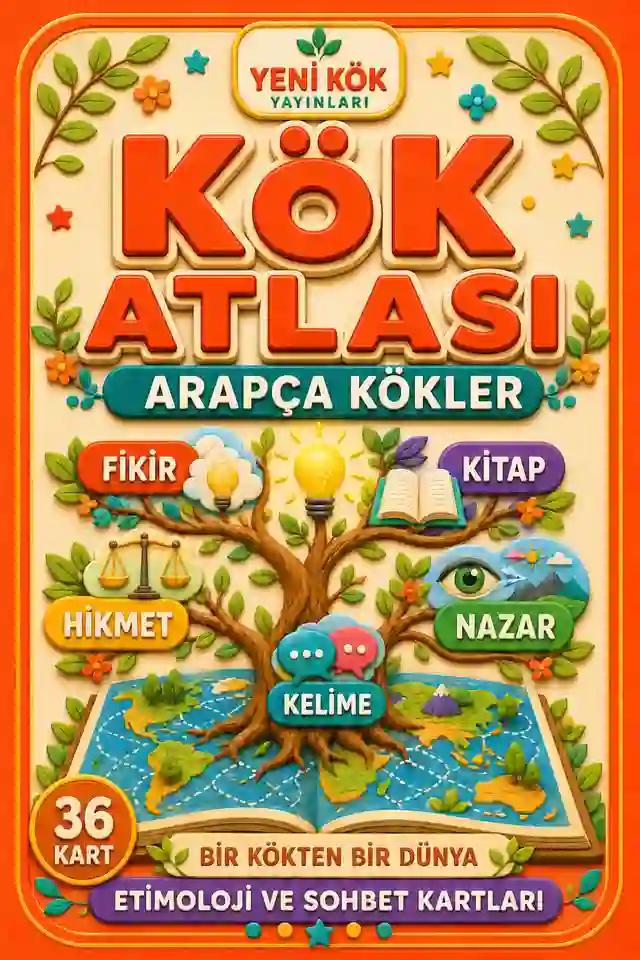 YENİ KÖK
YAYINLARI
KÖK
ATLASI
ARAPÇA KÖKLER
FİKİR
KİTAP
HİKMET
NAZAR
KELİME
36
KART
BİR KÖKTEN BİR DÜNYA
ETİMOLOJİ VE SOHBET KARTLARI